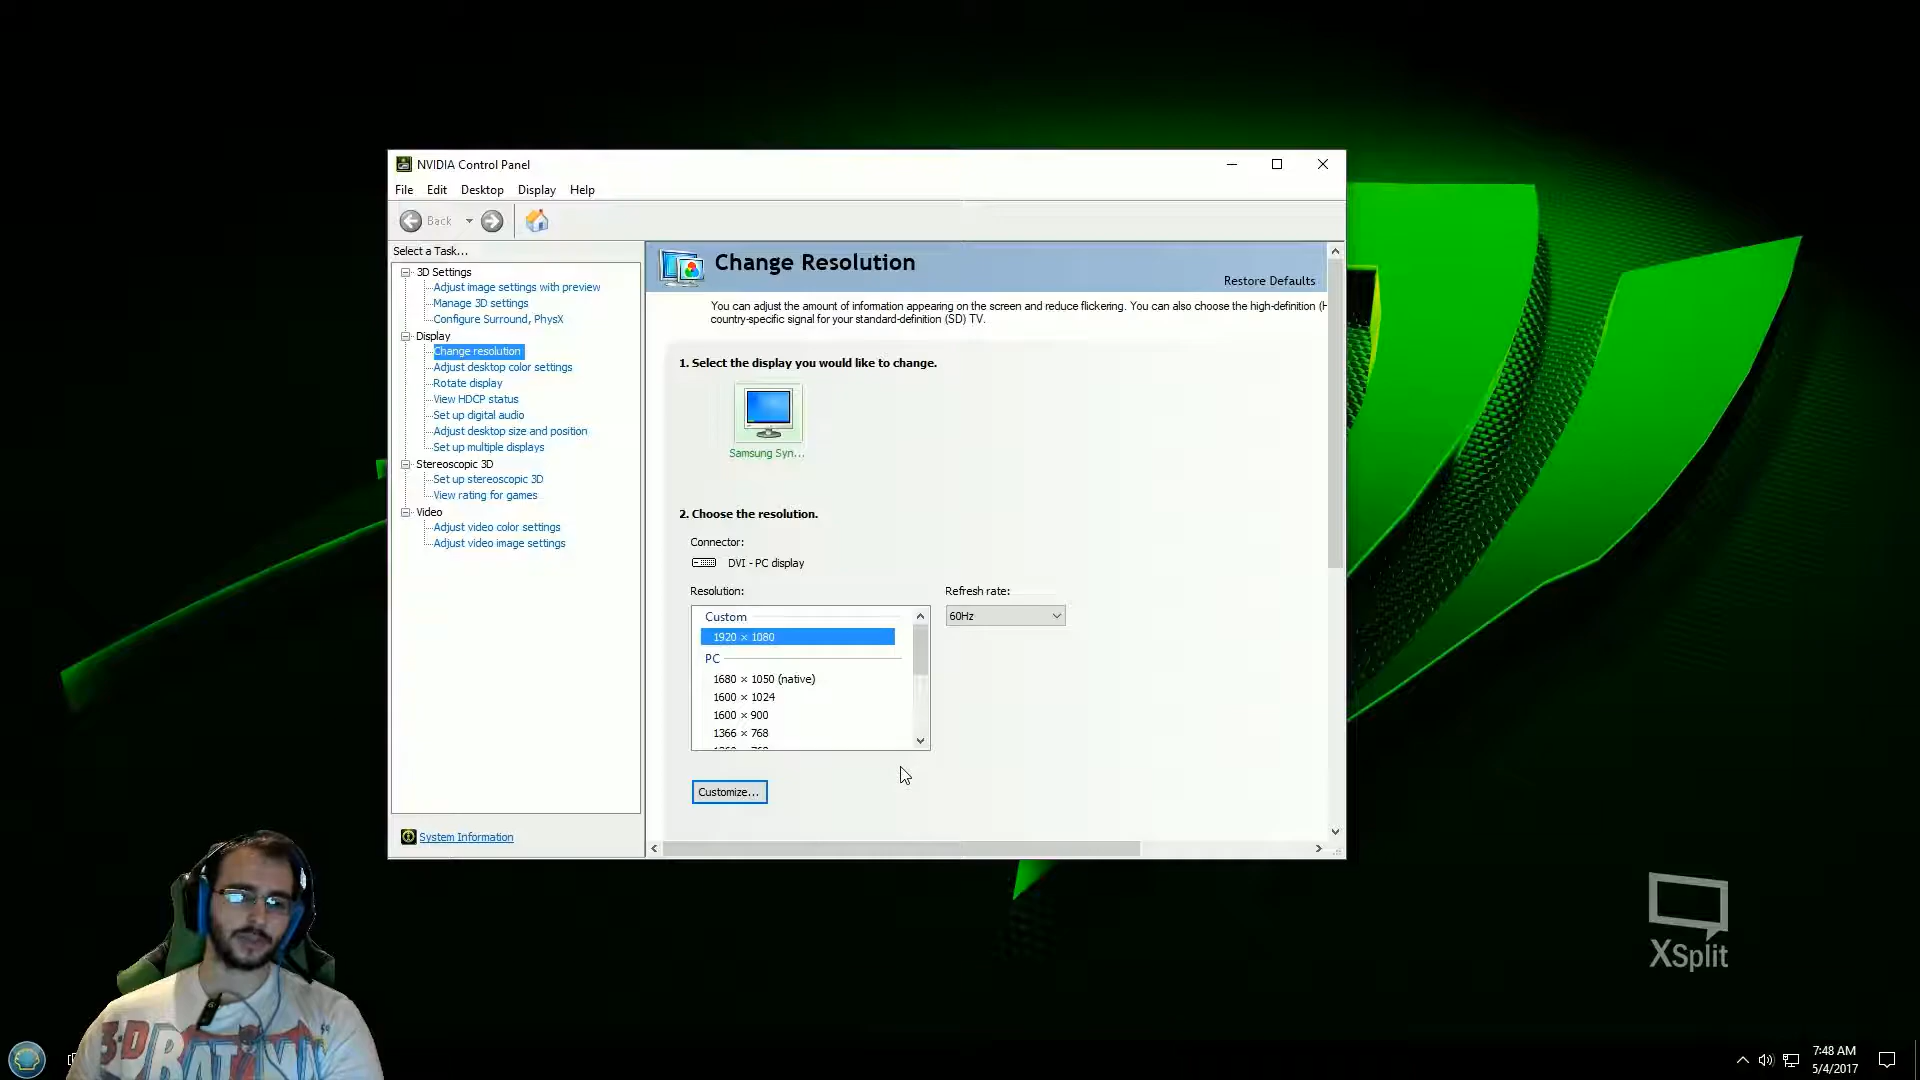 NVIDIA Control Panel
File Edit Desktop Display Help
Back
Select a Task...
3D Settings
Adjust image settings with preview
Manage 3D settings
Configure Surround, PhysX
Display
Change resolution
Adjust desktop color settings
Rotate display
View HDCP status
Set up digital audio
Adjust desktop size and position
Set up multiple displays
Stereoscopic 3D
Set up stereoscopic 3D
View rating for games
Video
Adjust video color settings
Adjust video image settings
System Information
Change Resolution
Restore Defaults
You can adjust the amount of information appearing on the screen and reduce flickering. You can also choose the high-definition (H
country-specific signal for your standard-definition (SD) TV.
1. Select the display you would like to change.
Samsung Syn...
2. Choose the resolution.
Connector:
DVI - PC display
Resolution:
Custom
1920 × 1080
PC
1680 × 1050 (native)
1600 × 1024
1600 × 900
1366 × 768
Refresh rate:
60Hz
Customize...
XSplit
3-D
BATMA
7:48 AM
5/4/2017